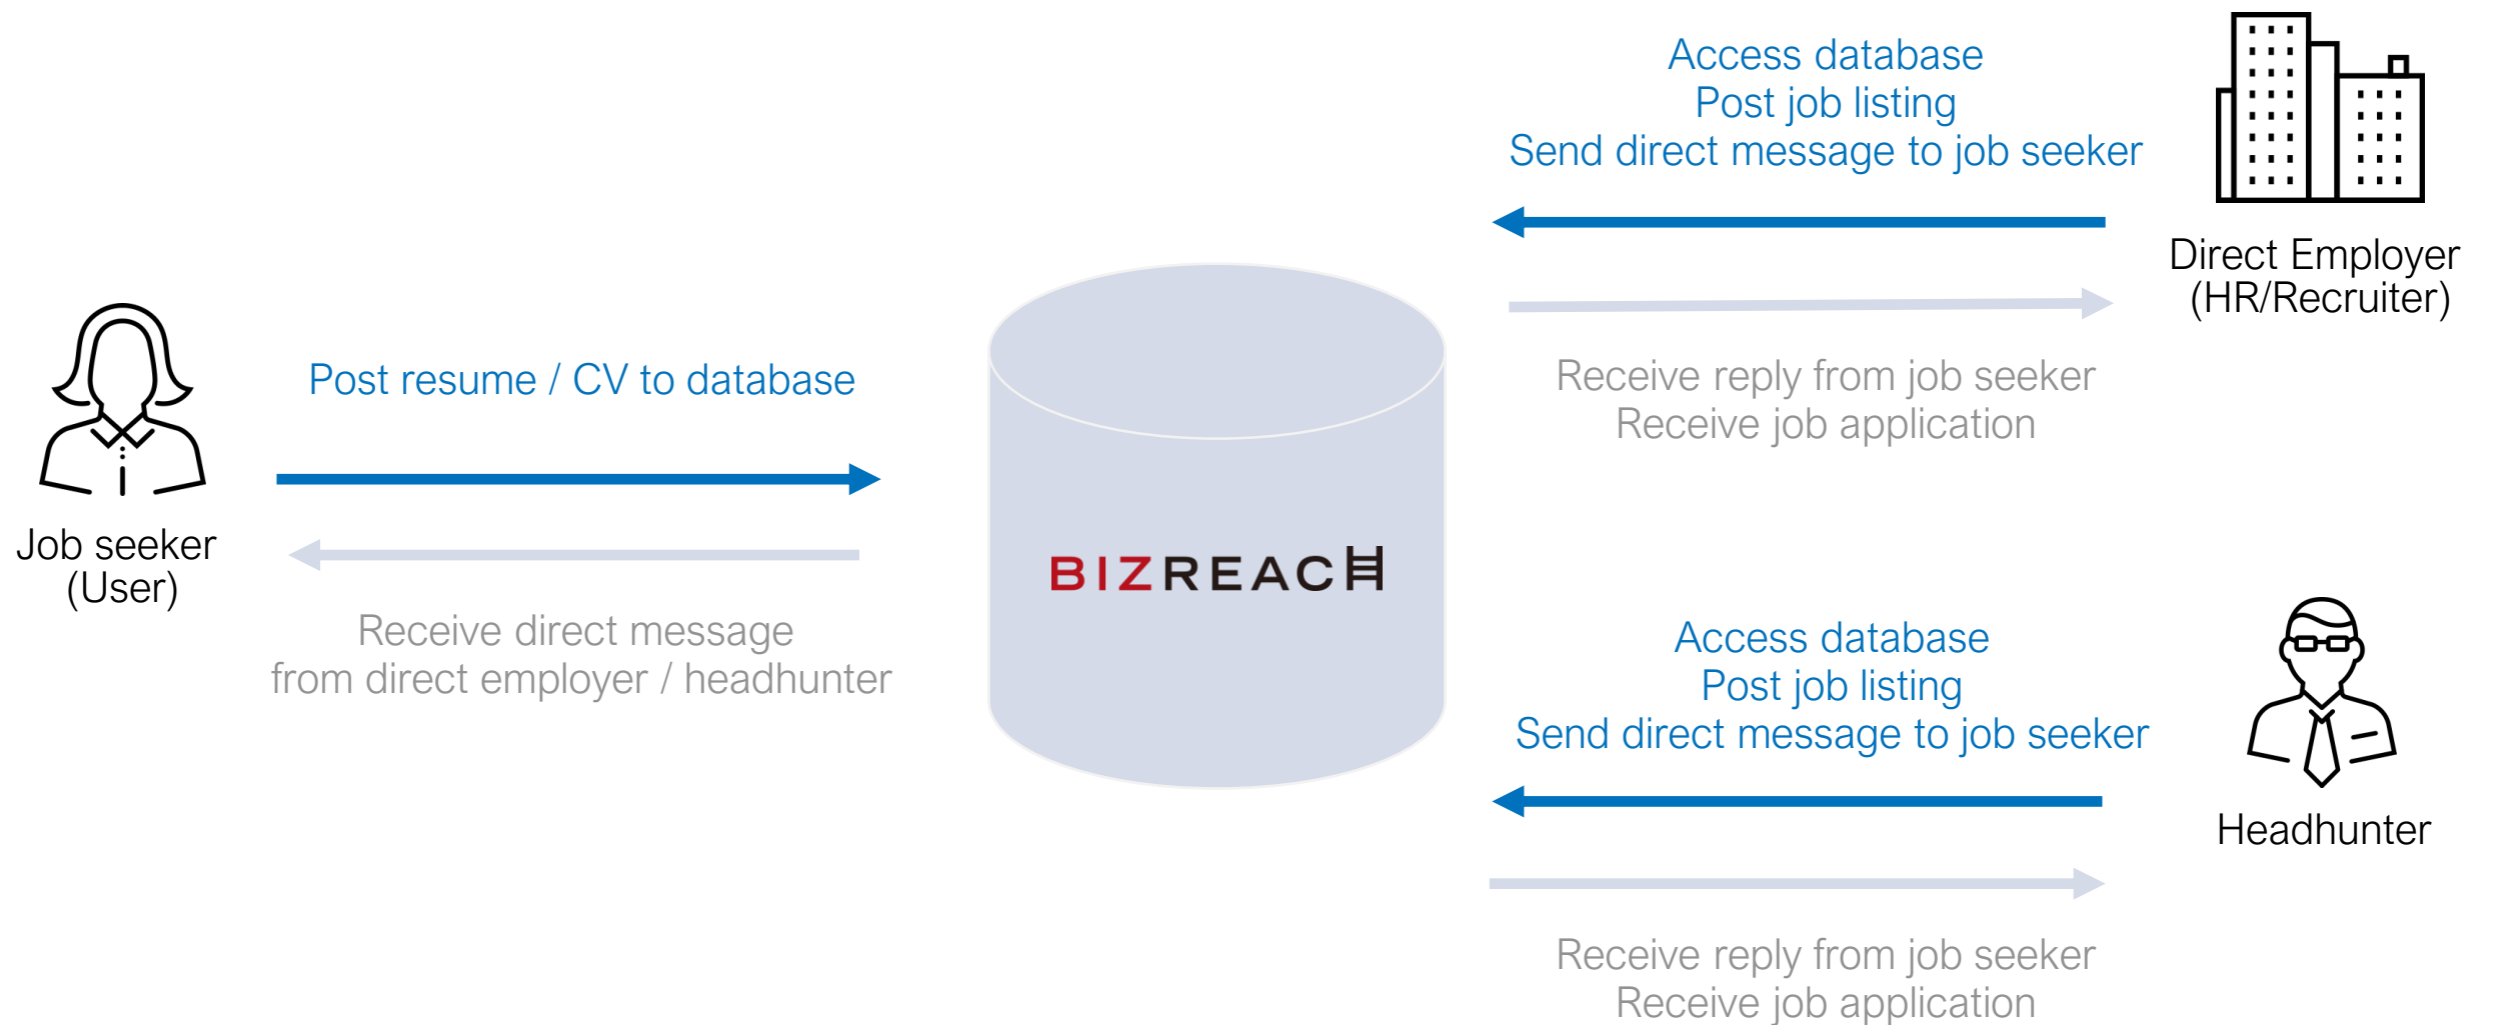 Access database
Post job listing
Send direct message to job seeker
Direct Employer
(HR/Recruiter)
Receive reply from job seeker
Receive job application
Post resume / CV to database
Job seeker
(User)
Receive direct message
from direct employer / headhunter
BIZREACH
Access database
Post job listing
Send direct message to job seeker
Headhunter
Receive reply from job seeker
Receive job application